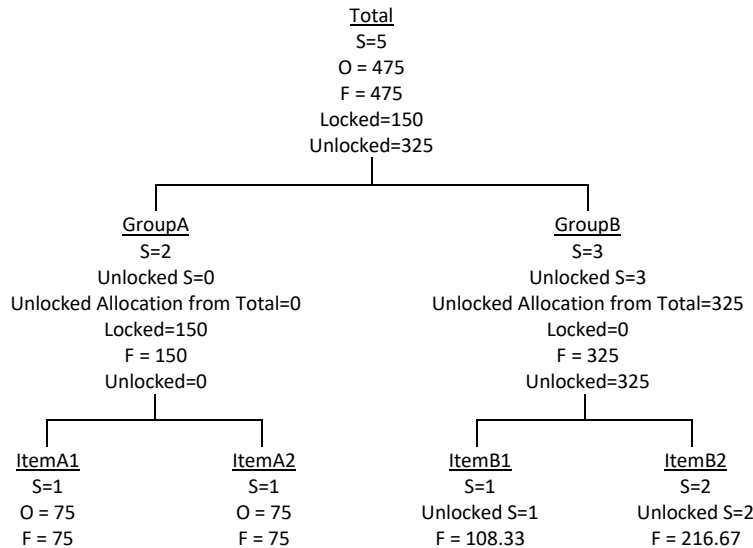 Total
S=5
O = 475
F = 475
Locked=150
Unlocked=325
GroupA
S=2
Unlocked S=0
Unlocked Allocation from Total=0
Locked=150
F = 150
Unlocked=0
GroupB
S=3
Unlocked S=3
Unlocked Allocation from Total=325
Locked=0
F = 325
Unlocked=325
ItemA1
S=1
O = 75
F = 75
ItemA2
S=1
O = 75
F = 75
ItemB1
S=1
Unlocked S=1
F = 108.33
ItemB2
S=2
Unlocked S=2
F = 216.67